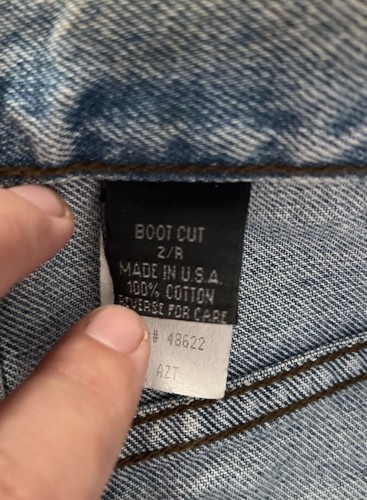 BOOT CUT
2/R
MADE IN U.S.A.
100% COTTON
REVERSE FOR CARE
# 48622
AZT